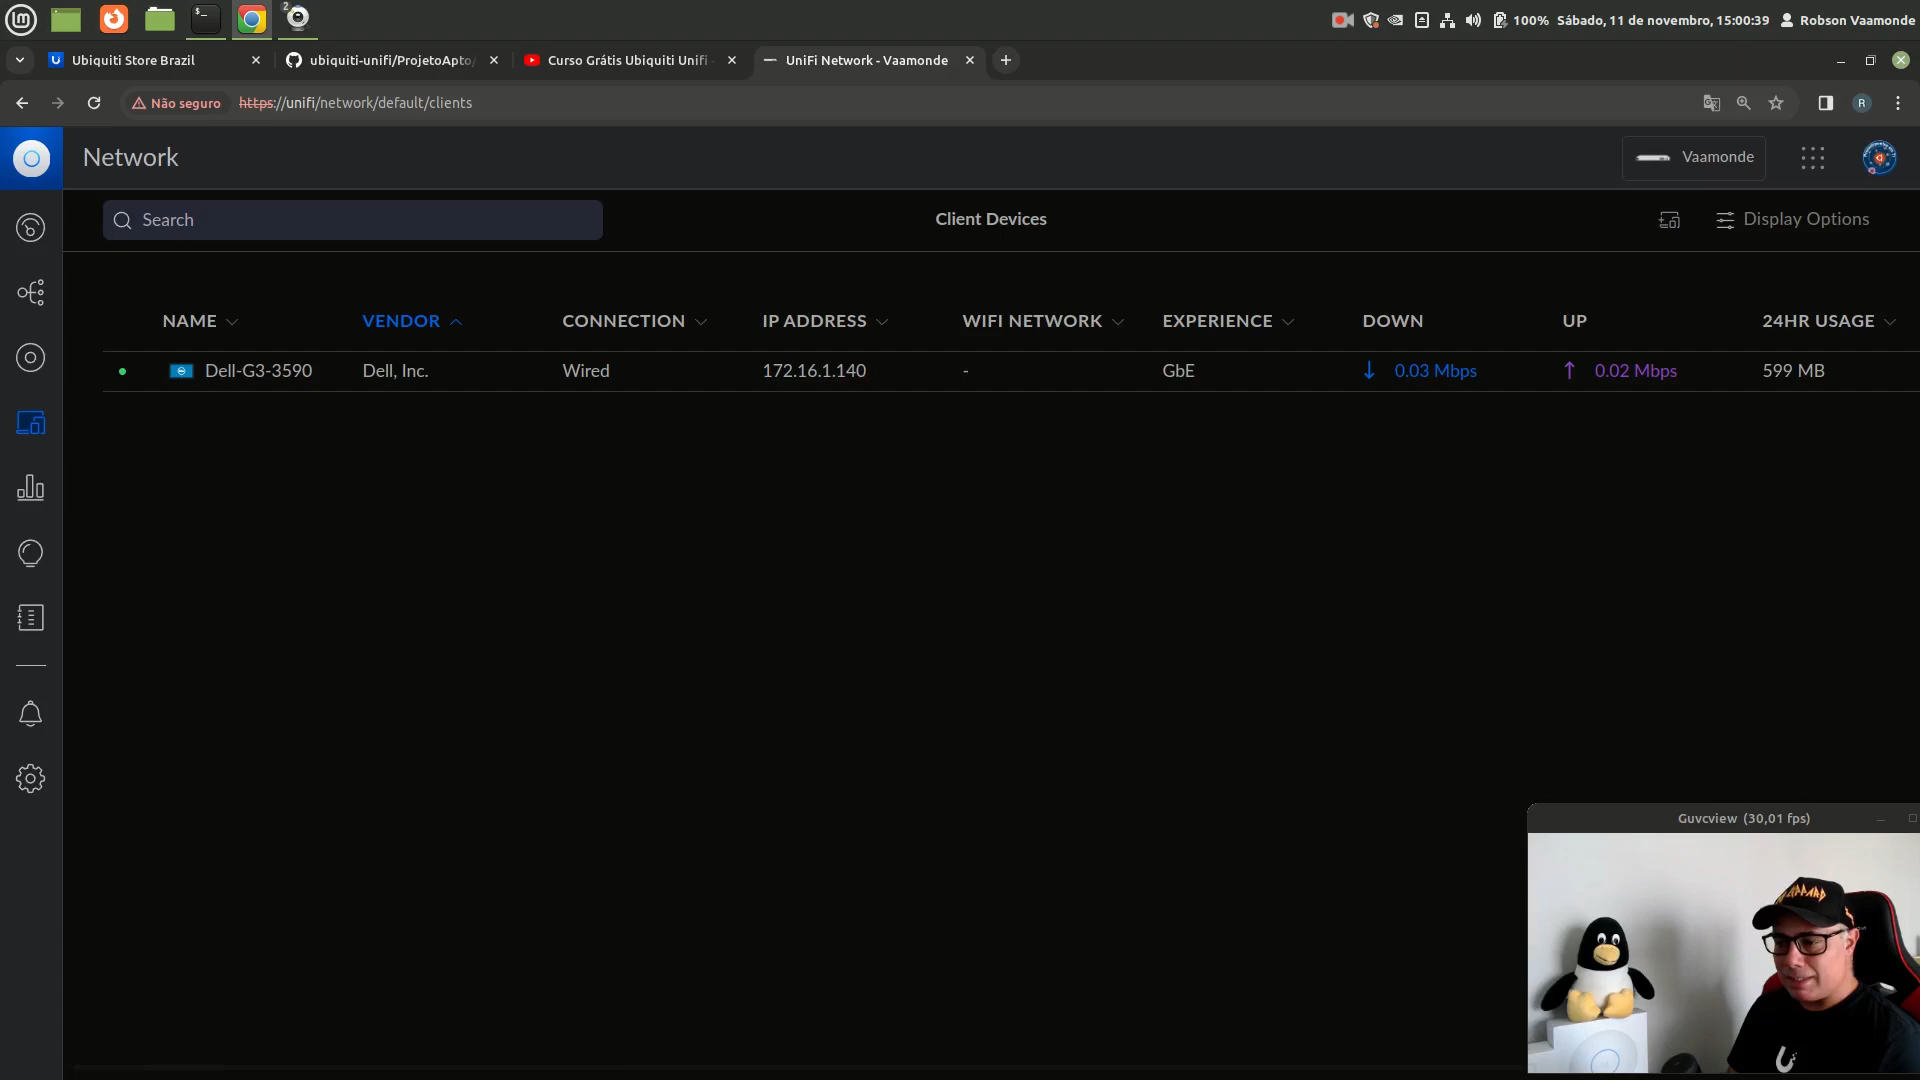 100% Sábado, 11 de novembro, 15:00:39 Robson Vaamonde
Ubiquiti Store Brazil
ubiquiti-unifi/ProjetoApto
Curso Grátis Ubiquiti Unifi
UniFi Network - Vaamonde
Não seguro https://unifi/network/default/clients
R
Network
Vaamonde
Search
Client Devices
Display Options
NAME VENDOR CONNECTION IP ADDRESS WIFI NETWORK EXPERIENCE DOWN UP 24HR USAGE
Dell-G3-3590 Dell, Inc. Wired 172.16.1.140 - GbE 0.03 Mbps 0.02 Mbps 599 MB
Guvcview (30,01 fps)